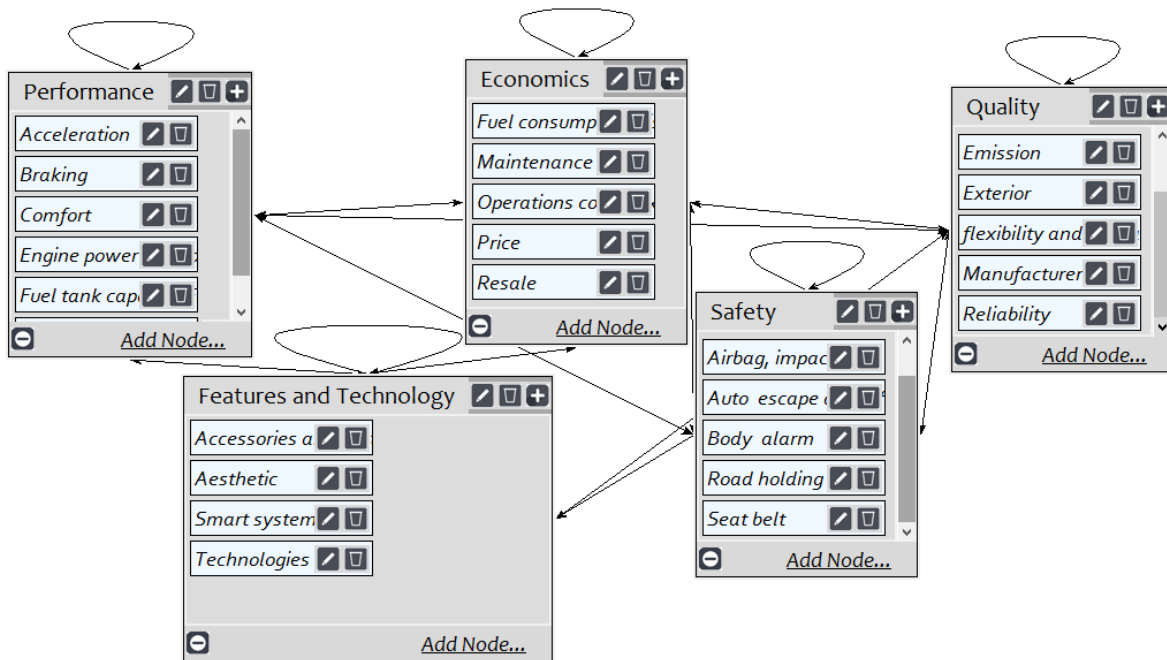 Performance
Acceleration
Braking
Comfort
Engine power
Fuel tank cap
Add Node...
Economics
Fuel consump
Maintenance
Operations co
Price
Resale
Add Node...
Quality
Emission
Exterior
flexibility and
Manufacturer
Reliability
Add Node...
Features and Technology
Accessories a
Aesthetic
Smart system
Technologies
Add Node...
Safety
Airbag, impac
Auto escape
Body alarm
Road holding
Seat belt
Add Node...